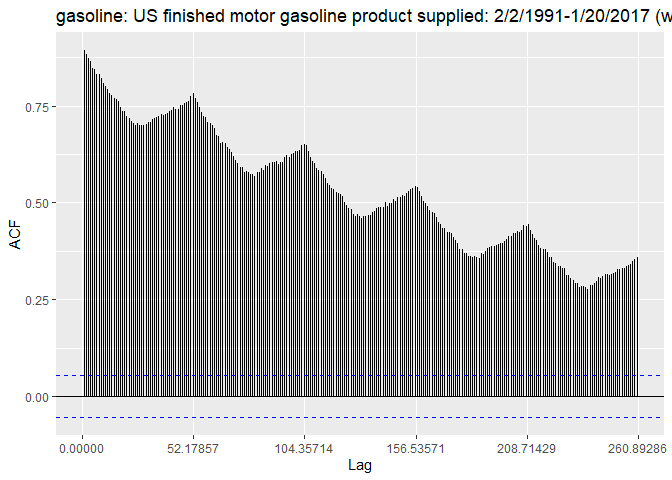 gasoline: US finished motor gasoline product supplied: 2/2/1991-1/20/2017 (w
ACF
0.75
0.50
0.25
0.00
0.00000 52.17857 104.35714 156.53571 208.71429 260.89286
Lag